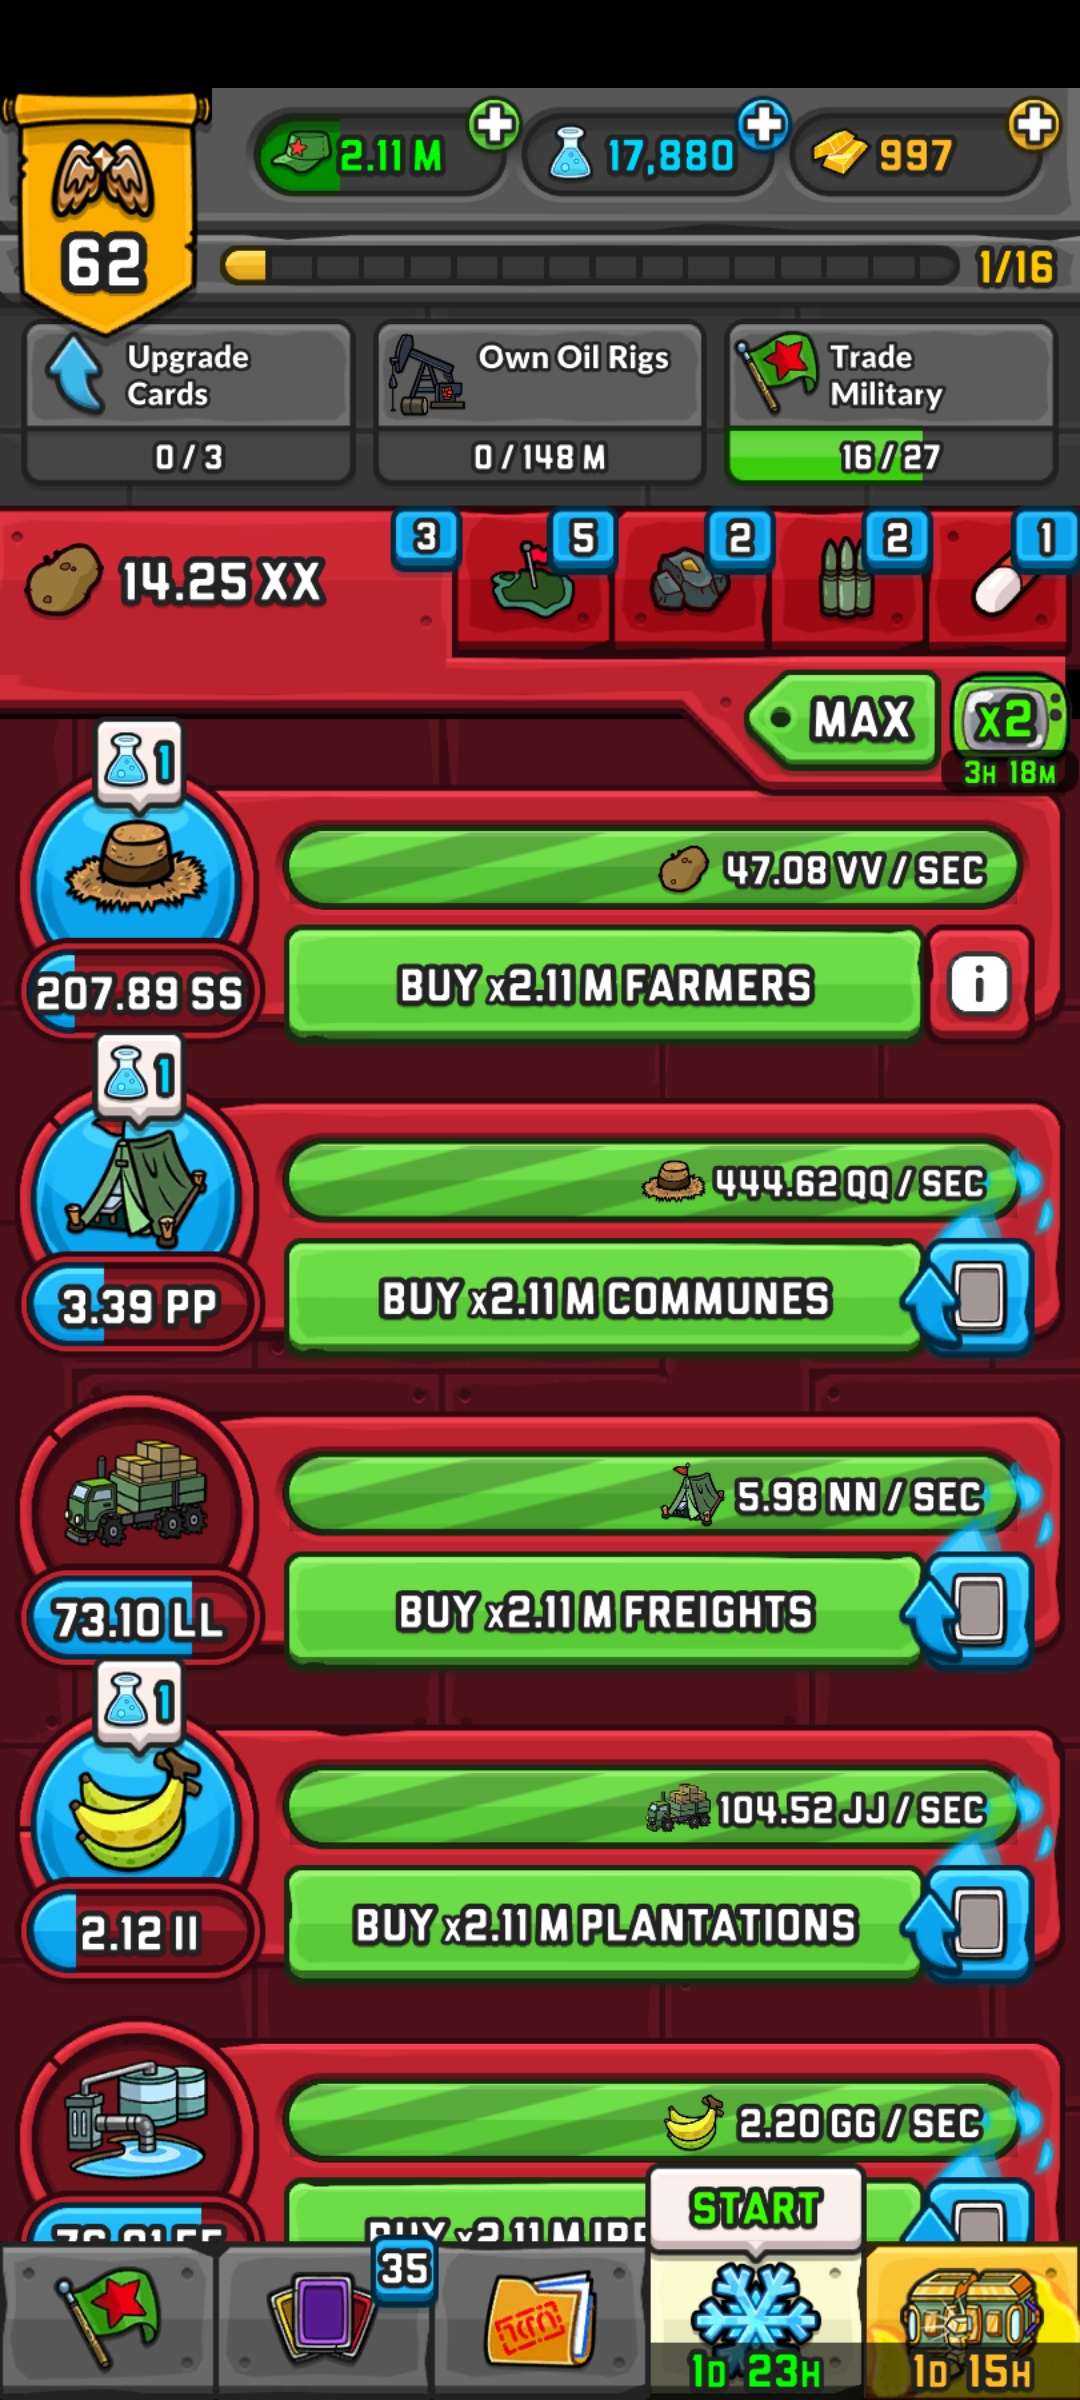 2.11 M
17,880
997
62
1/16
Upgrade
Cards
0 / 3
Own Oil Rigs
0 / 148 M
Trade
Military
16 / 27
14.25 XX
3
5
2
2
1
MAX
x2
3H 18M
1
47.08 VV / SEC
207.89 SS
BUY x2.11 M FARMERS
i
1
444.62 QQ / SEC
3.39 PP
BUY x2.11 M COMMUNES
5.98 NN / SEC
73.10 LL
BUY x2.11 M FREIGHTS
1
104.52 JJ / SEC
2.12 II
BUY x2.11 M PLANTATIONS
2.20 GG / SEC
BUY x2.11 M
START
35
1D 23H
1D 15H